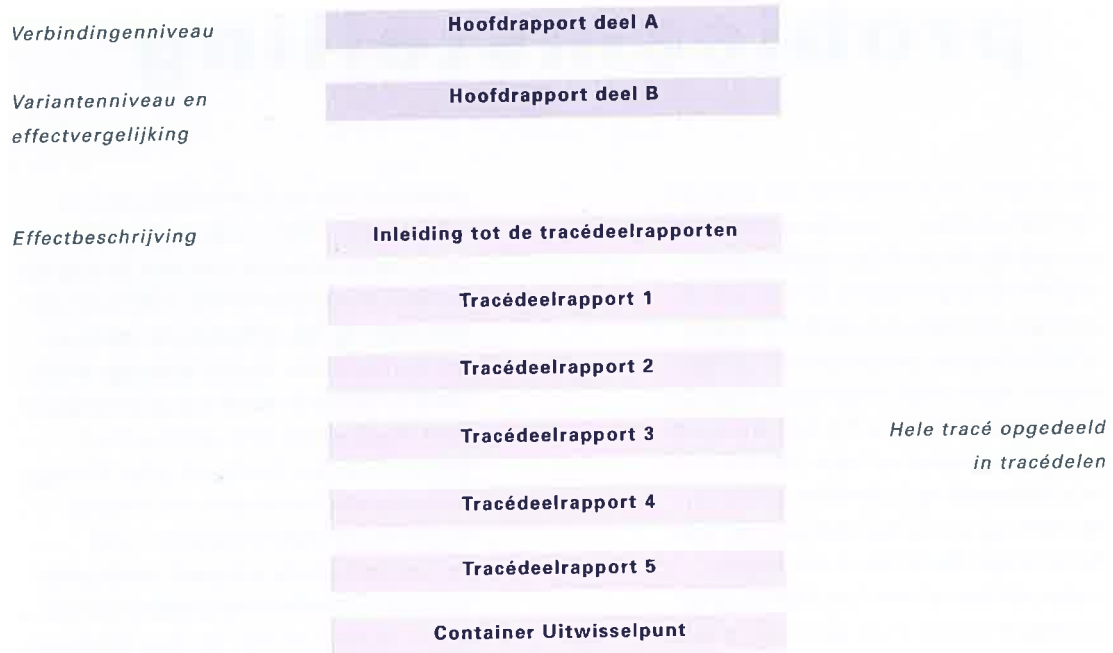 Verbindingenniveau
Hoofdrapport deel A
Variantenniveau en
effectvergelijking
Hoofdrapport deel B
Effectbeschrijving
Inleiding tot de tracédeelrapporten
Tracédeelrapport 1
Tracédeelrapport 2
Tracédeelrapport 3
Hele tracé opgedeeld
in tracédelen
Tracédeelrapport 4
Tracédeelrapport 5
Container Uitwisselpunt